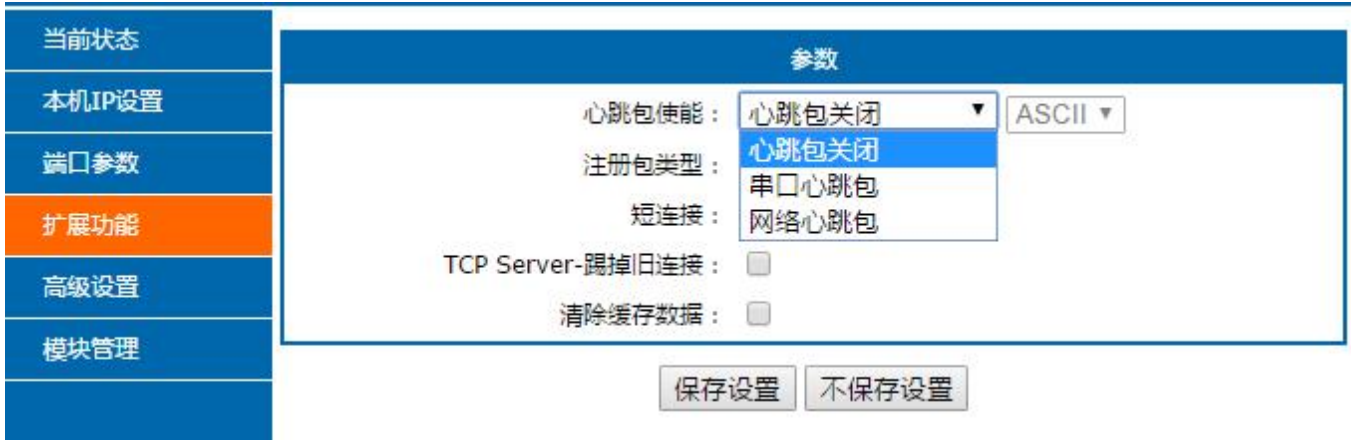 当前状态
本机IP设置
端口参数
扩展功能
高级设置
模块管理
参数
心跳包使能： 心跳包关闭 ▼ ASCII ▼
心跳包关闭
注册包类型：
串口心跳包
短连接： 网络心跳包
TCP Server-踢掉旧连接：
清除缓存数据：
保存设置 不保存设置